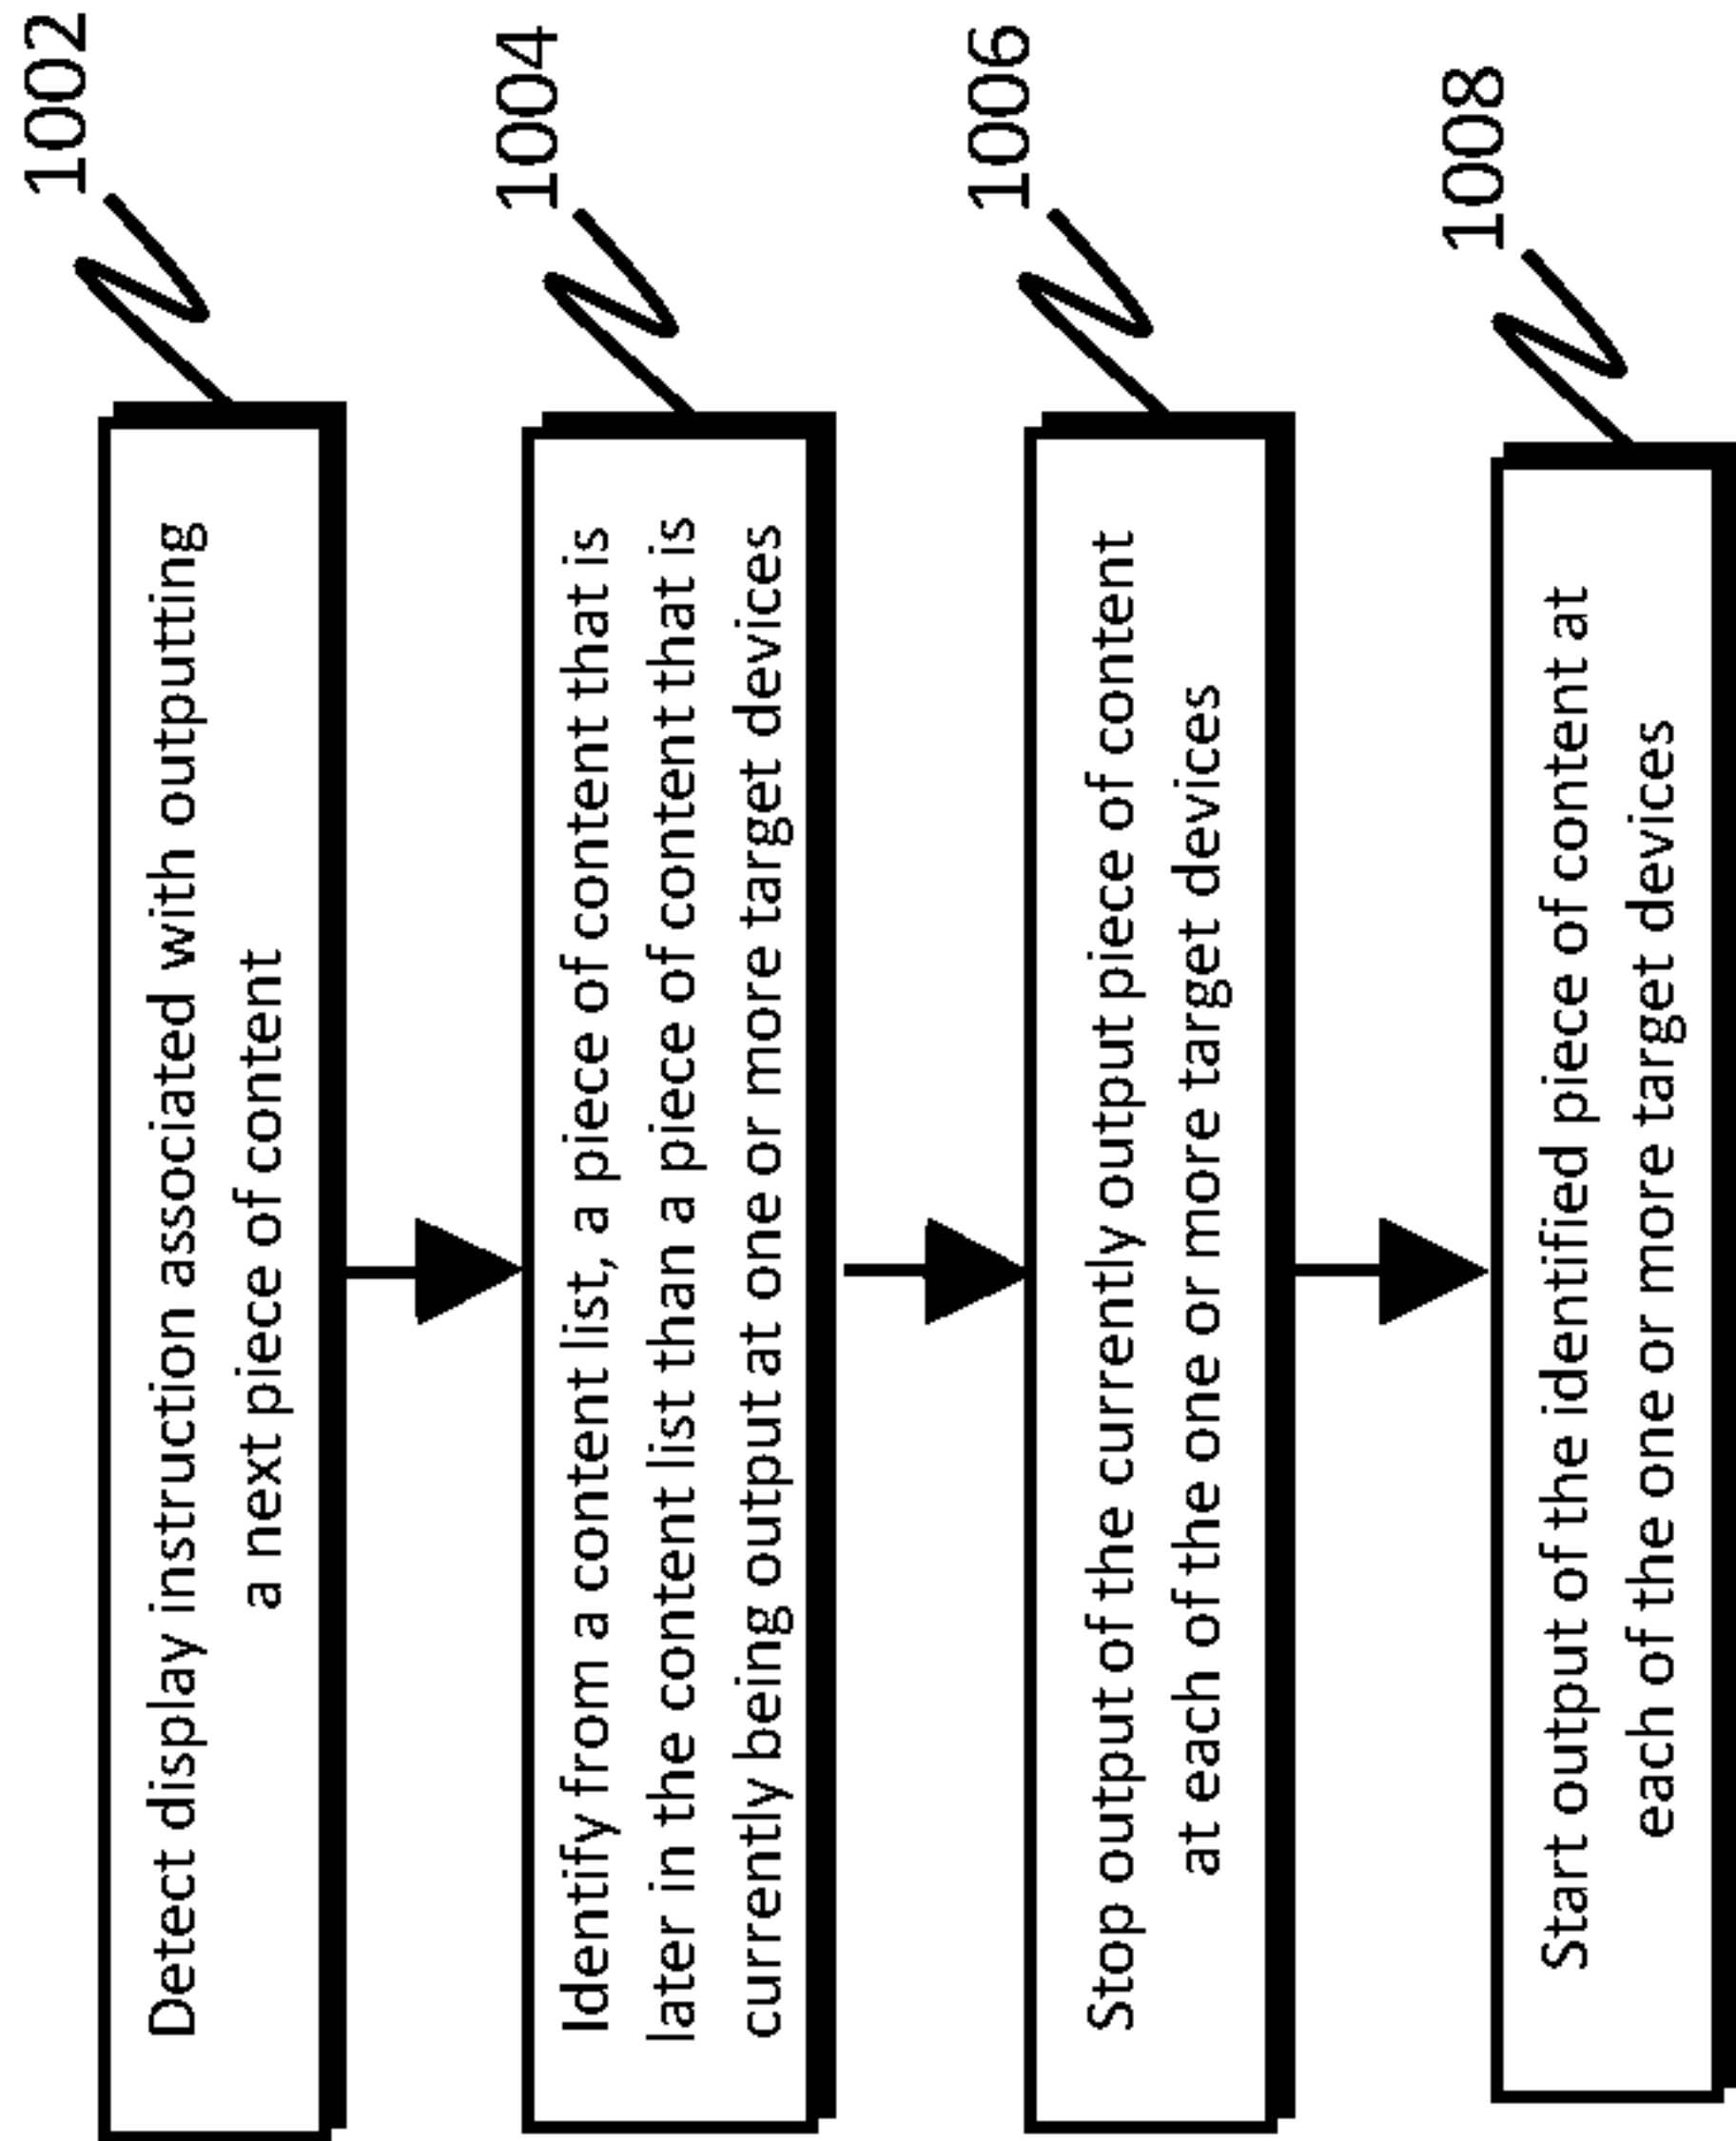 Detect display instruction associated with outputting
a next piece of content
1002
Identify from a content list, a piece of content that is
later in the content list than a piece of content that is
currently being output at one or more target devices
1004
Stop output of the currently output piece of content
at each of the one or more target devices
1006
Start output of the identified piece of content at
each of the one or more target devices
1008